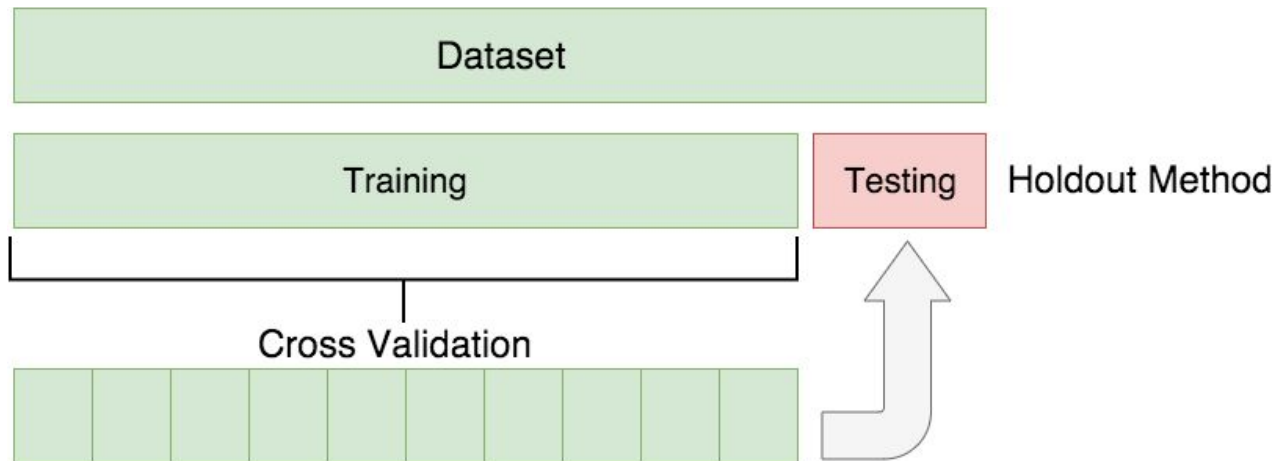 Dataset
Training
Testing
Holdout Method
Cross Validation